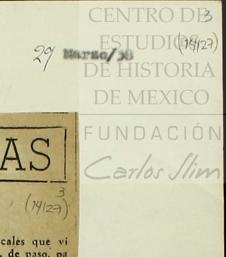 CENTRO DE
3
ESTUDIOS
(14/27)
29 Marzo/38
DE HISTORIA
DE MEXICO
FUNDACIÓN
Carlos Slim
AS
3
(14/27)
cales que vi
, de paso, pa